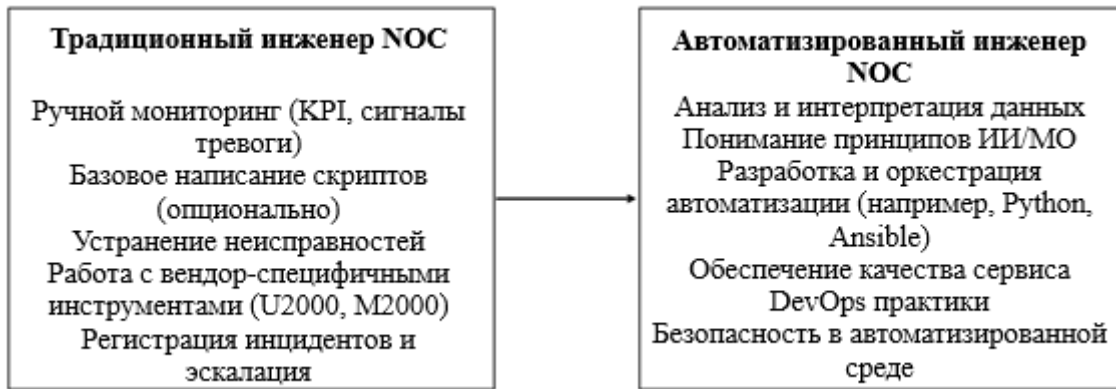 Традиционный инженер NOC
Ручной мониторинг (KPI, сигналы
тревоги)
Базовое написание скриптов
(опционально)
Устранение неисправностей
Работа с вендор-специфичными
инструментами (U2000, M2000)
Регистрация инцидентов и
эскалация
Автоматизированный инженер
NOC
Анализ и интерпретация данных
Понимание принципов ИИ/МО
Разработка и оркестрация
автоматизации (например, Python,
Ansible)
Обеспечение качества сервиса
DevOps практики
Безопасность в автоматизированной
среде